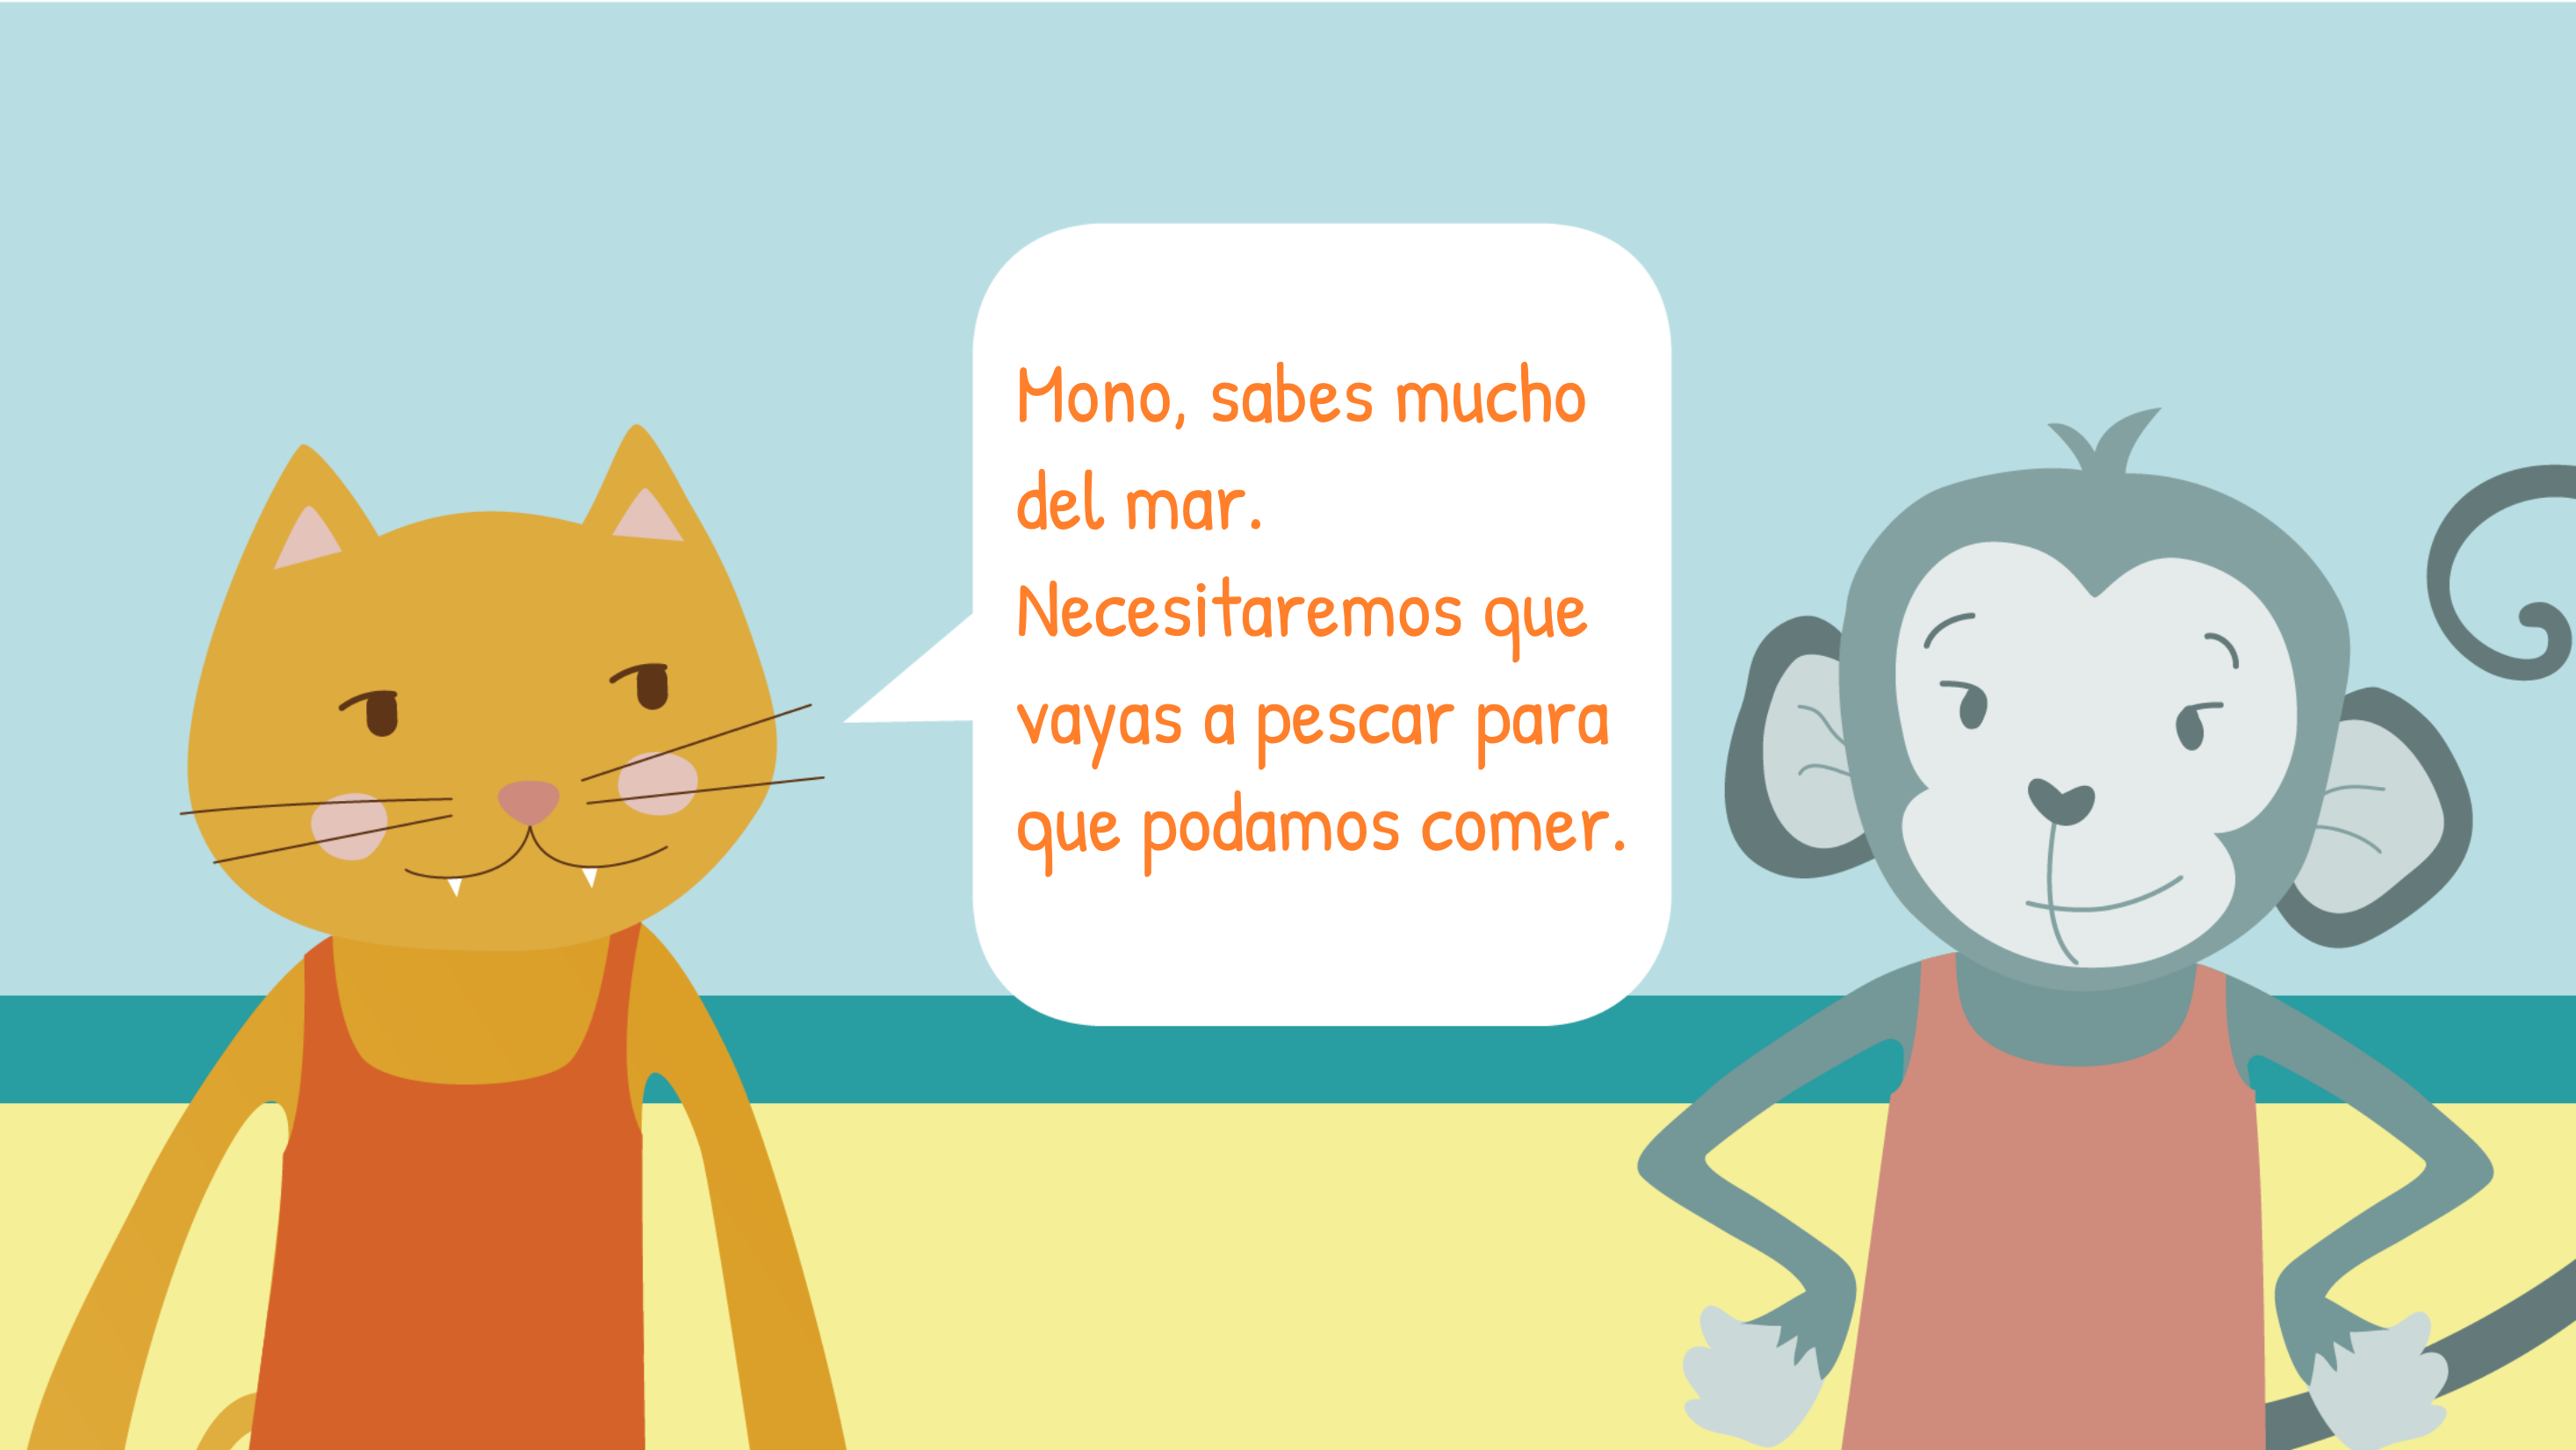 Mono, sabes mucho
del mar.
Necesitaremos que
vayas a pescar para
que podamos comer.